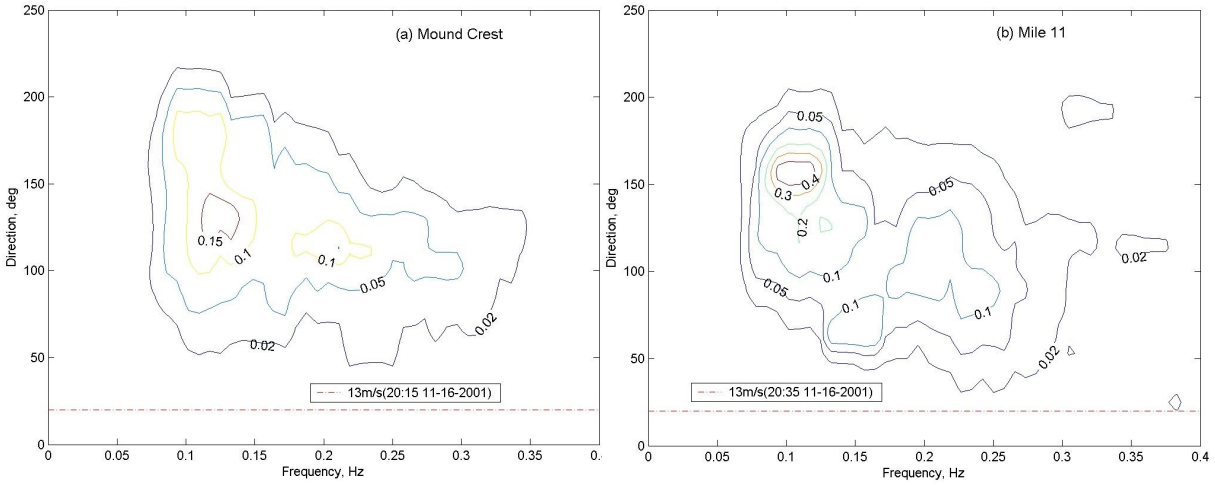 250
200
150
100
50
0
Direction, deg
(a) Mound Crest
0.15
0.1
0.1
0.05
0.02
0.02
13m/s(20:15 11-16-2001)
0 0.05 0.1 0.15 0.2 0.25 0.3 0.35 0.
Frequency, Hz
250
200
150
100
50
0
Direction, deg
(b) Mile 11
0.05
0.4
0.3
0.2
0.05
0.1
0.05
0.1
0.1
0.02
0.02
13m/s(20:35 11-16-2001)
0 0.05 0.1 0.15 0.2 0.25 0.3 0.35 0.4
Frequency, Hz